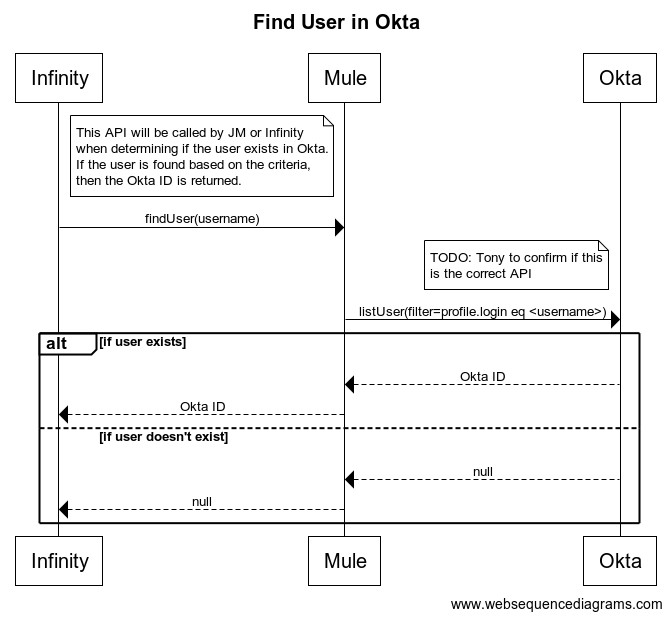 Find User in Okta
Infinity
Mule
Okta
This API will be called by JM or Infinity
when determining if the user exists in Okta.
If the user is found based on the criteria,
then the Okta ID is returned.
findUser(username)
TODO: Tony to confirm if this
is the correct API
listUser(filter=profile.login eq <username>)
alt
[if user exists]
Okta ID
Okta ID
[if user doesn't exist]
null
null
Infinity
Mule
Okta
www.websequencediagrams.com